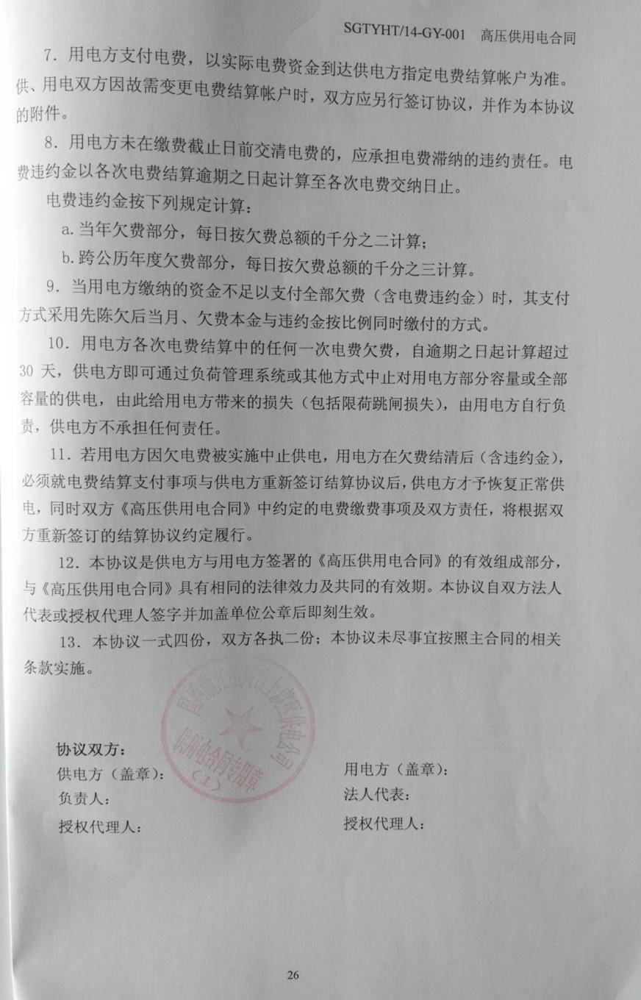 SGTYHT/14-GY-001 高压供用电合同
7．用电方支付电费，以实际电费资金到达供电方指定电费结算帐户为准。
供、用电双方因故需变更电费结算帐户时，双方应另行签订协议，并作为本协议
的附件。
8．用电方未在缴费截止日前交清电费的，应承担电费滞纳的违约责任。电
费违约金以各次电费结算逾期之日起计算至各次电费交纳日止。
电费违约金按下列规定计算：
a.当年欠费部分，每日按欠费总额的千分之二计算；
b.跨公历年度欠费部分，每日按欠费总额的千分之三计算。
9．当用电方缴纳的资金不足以支付全部欠费（含电费违约金）时，其支付
方式采用先陈欠后当月、欠费本金与违约金按比例同时缴付的方式。
10．用电方各次电费结算中的任何一次电费欠费，自逾期之日起计算超过
30 天，供电方即可通过负荷管理系统或其他方式中止对用电方部分容量或全部
容量的供电，由此给用电方带来的损失（包括限荷跳闸损失），由用电方自行负
责，供电方不承担任何责任。
11．若用电方因欠电费被实施中止供电，用电方在欠费结清后（含违约金），
必须就电费结算支付事项与供电方重新签订结算协议后，供电方才予恢复正常供
电，同时双方《高压供用电合同》中约定的电费缴费事项及双方责任，将根据双
方重新签订的结算协议约定履行。
12．本协议是供电方与用电方签署的《高压供用电合同》的有效组成部分，
与《高压供用电合同》具有相同的法律效力及共同的有效期。本协议自双方法人
代表或授权代理人签字并加盖单位公章后即刻生效。
13．本协议一式四份，双方各执二份；本协议未尽事宜按照主合同的相关
条款实施。
国网浙江绍兴市上虞区供电公司
供用电合同专用章
（1）
协议双方：
供电方（盖章）：
用电方（盖章）：
负责人：
法人代表：
授权代理人：
授权代理人：
26